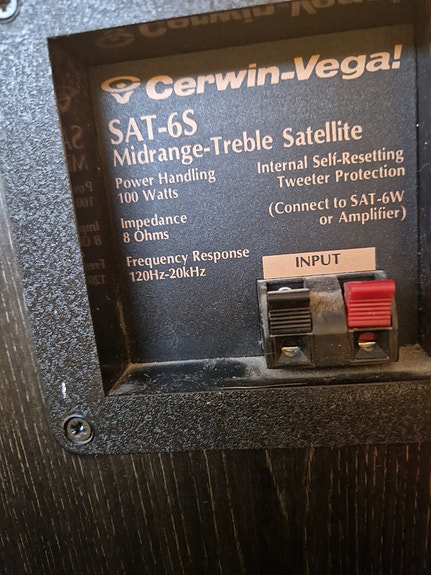 Cerwin-Vega!
SAT-6S
Midrange-Treble Satellite
Power Handling
100 Watts
Internal Self-Resetting
Tweeter Protection
Impedance
8 Ohms
(Connect to SAT-6W
or Amplifier)
Frequency Response
120Hz-20kHz
INPUT